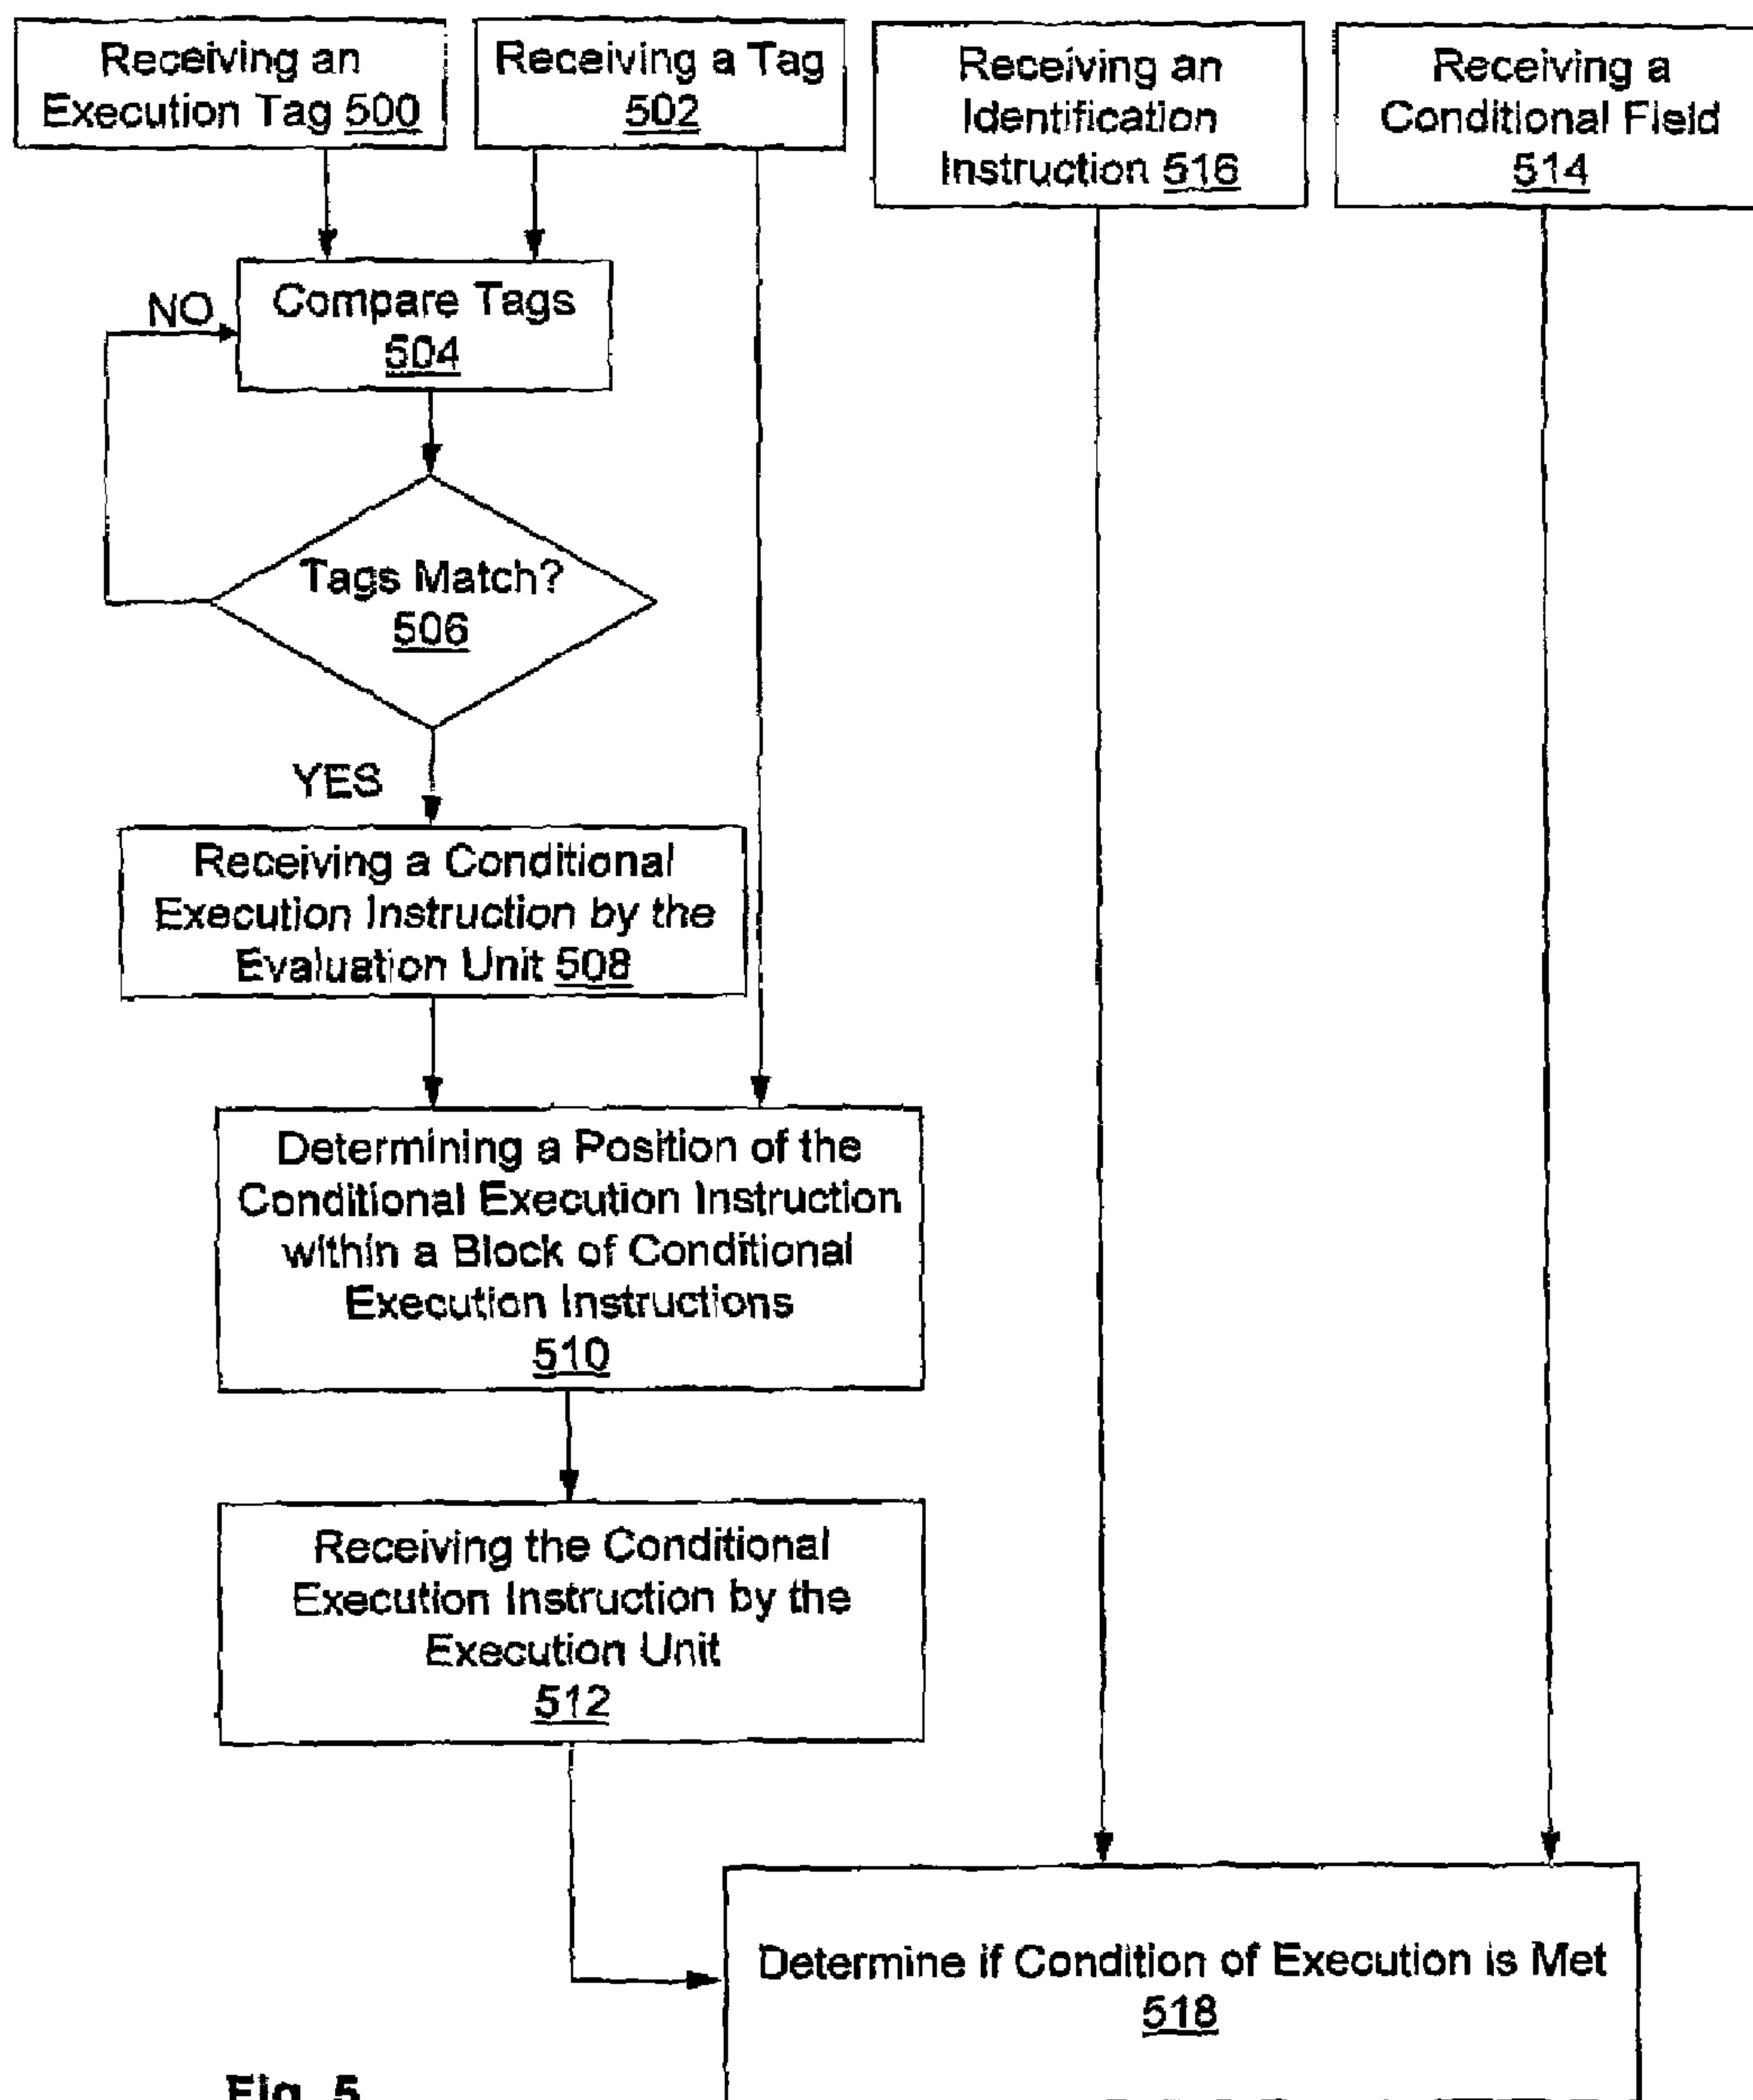 Receiving an
Execution Tag 500
Receiving a Tag
502
Receiving an
Identification
Instruction 516
Receiving a
Conditional Field
514
NO
Compare Tags
504
Tags Match?
506
YES
Receiving a Conditional
Execution Instruction by the
Evaluation Unit 508
Determining a Position of the
Conditional Execution Instruction
within a Block of Conditional
Execution Instructions
510
Receiving the Conditional
Execution Instruction by the
Execution Unit
512
Determine if Condition of Execution is Met
518
Fig. 5